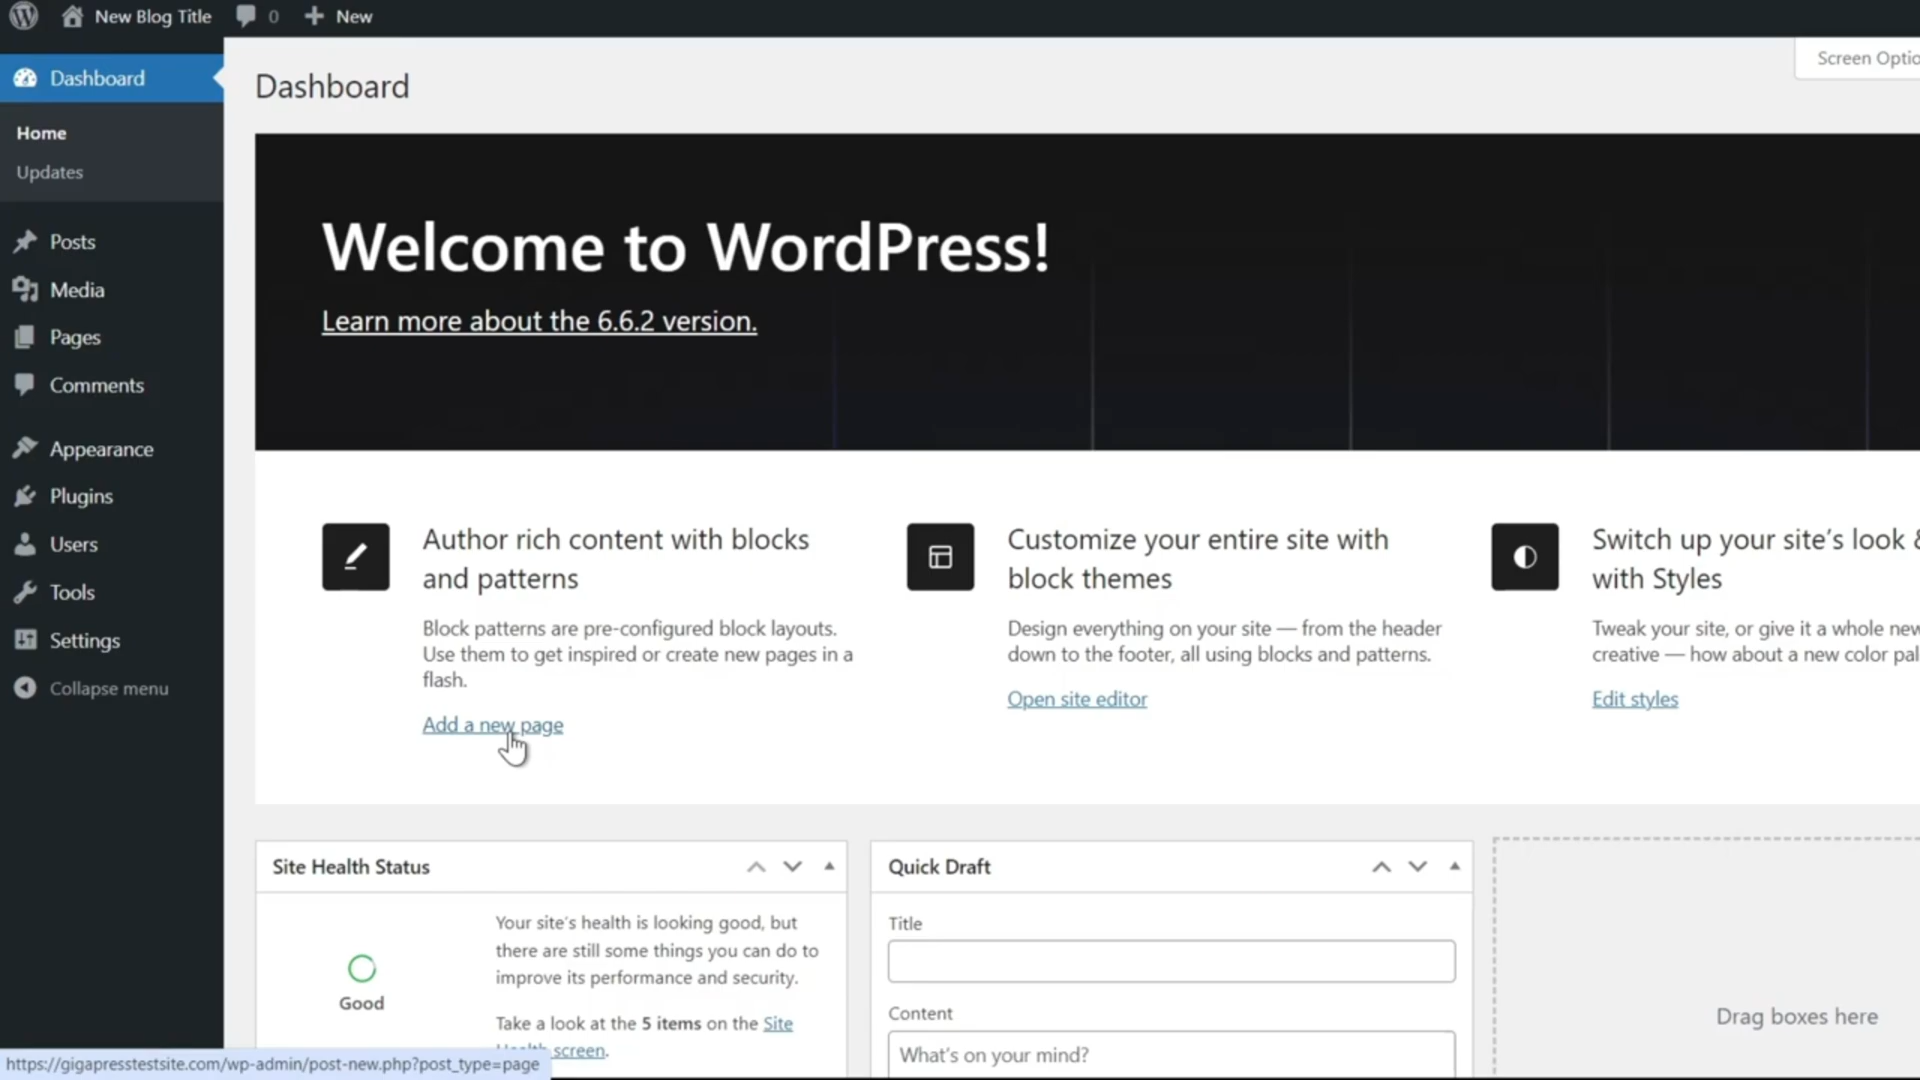 New Blog Title 0 New
Screen Optio
Dashboard
Home
Updates
Posts
Media
Pages
Comments
Appearance
Plugins
Users
Tools
Settings
Collapse menu
Dashboard
Welcome to WordPress!
Learn more about the 6.6.2 version.
Author rich content with blocks
and patterns
Block patterns are pre-configured block layouts.
Use them to get inspired or create new pages in a
flash.
Add a new page
Customize your entire site with
block themes
Design everything on your site — from the header
down to the footer, all using blocks and patterns.
Open site editor
Switch up your site's look &
with Styles
Tweak your site, or give it a whole new
creative — how about a new color pal
Edit styles
Site Health Status
Good
Your site's health is looking good, but
there are still some things you can do to
improve its performance and security.
Take a look at the 5 items on the Site
Health screen.
Quick Draft
Title
Content
What's on your mind?
Drag boxes here
https://gigapresstestsite.com/wp-admin/post-new.php?post_type=page